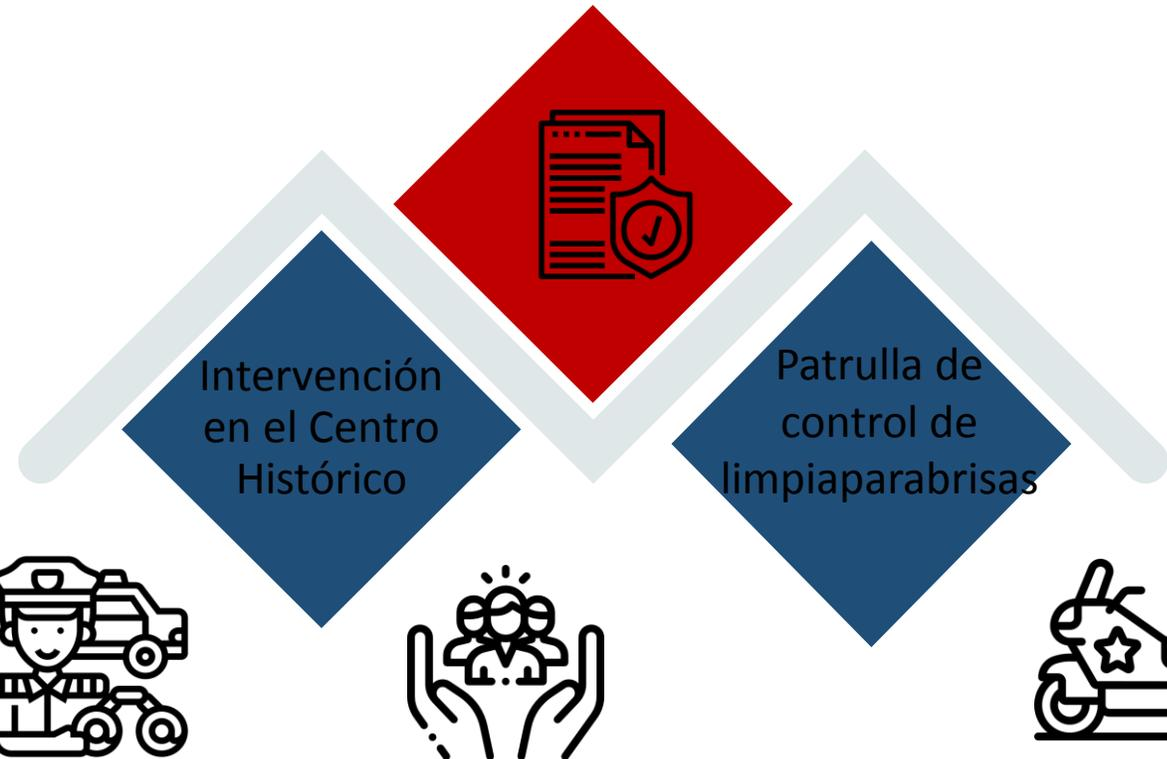 Intervención
en el Centro
Histórico
Patrulla de
control de
limpiaparabrisas